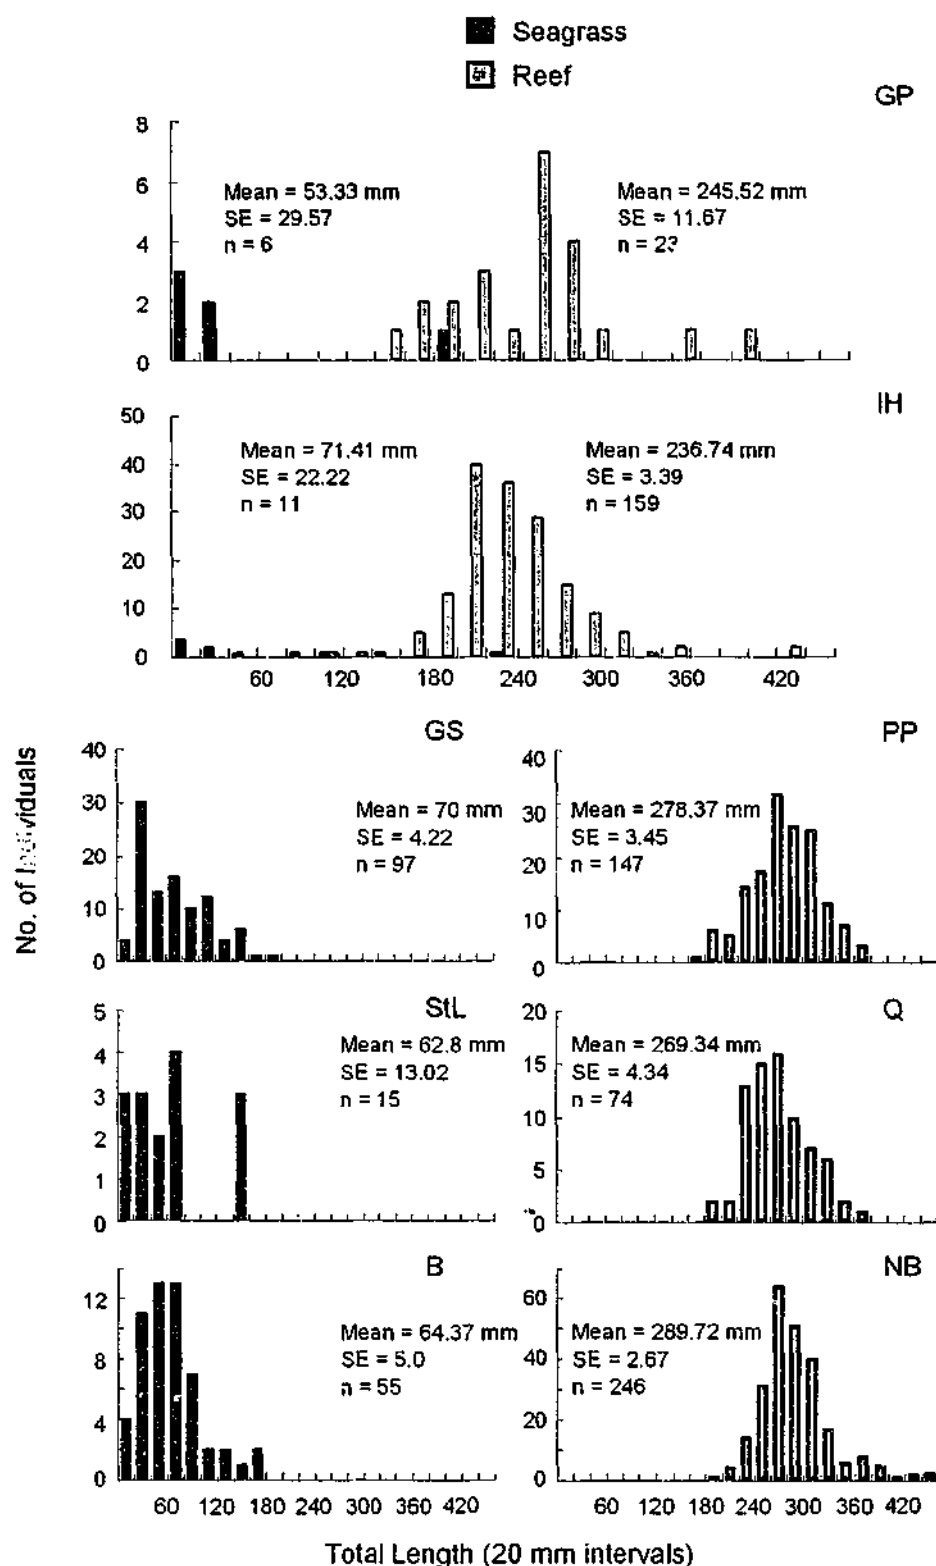 Seagrass
Reef
GP
8
6
4
2
0
Mean = 53.33 mm
SE = 29.57
n = 6
Mean = 245.52 mm
SE = 11.67
n = 23
IH
50
40
30
20
10
0
Mean = 71.41 mm
SE = 22.22
n = 11
Mean = 236.74 mm
SE = 3.39
n = 159
60 120 180 240 300 360 420
No. of Individuals
GS
40
30
20
10
0
Mean = 70 mm
SE = 4.22
n = 97
PP
40
30
20
10
0
Mean = 278.37 mm
SE = 3.45
n = 147
StL
5
4
3
2
1
0
Mean = 62.8 mm
SE = 13.02
n = 15
Q
20
15
10
5
0
Mean = 269.34 mm
SE = 4.34
n = 74
B
12
8
4
0
Mean = 64.37 mm
SE = 5.0
n = 55
60 120 180 240 300 360 420
NB
60
40
20
0
Mean = 289.72 mm
SE = 2.67
n = 246
60 120 180 240 300 360 420
Total Length (20 mm intervals)